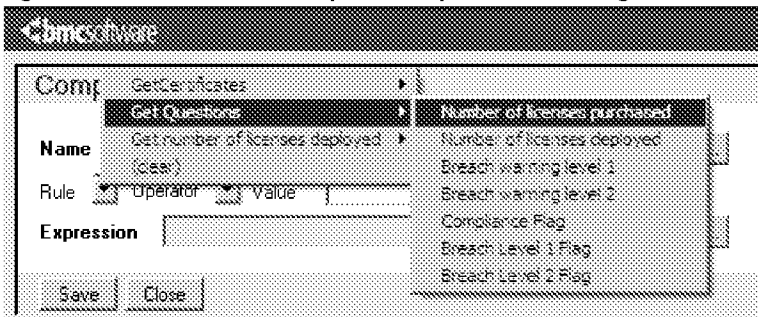 bmcsoftware
Comp
GetCertificates
Get Questions
Number of licenses purchased
Name
Get number of licenses deployed
Number of licenses deployed
(clear)
Breach warning level 1
Rule
Operator
Value
Breach warning level 2
Compliance Flag
Expression
Breach Level 1 Flag
Breach Level 2 Flag
Save
Close